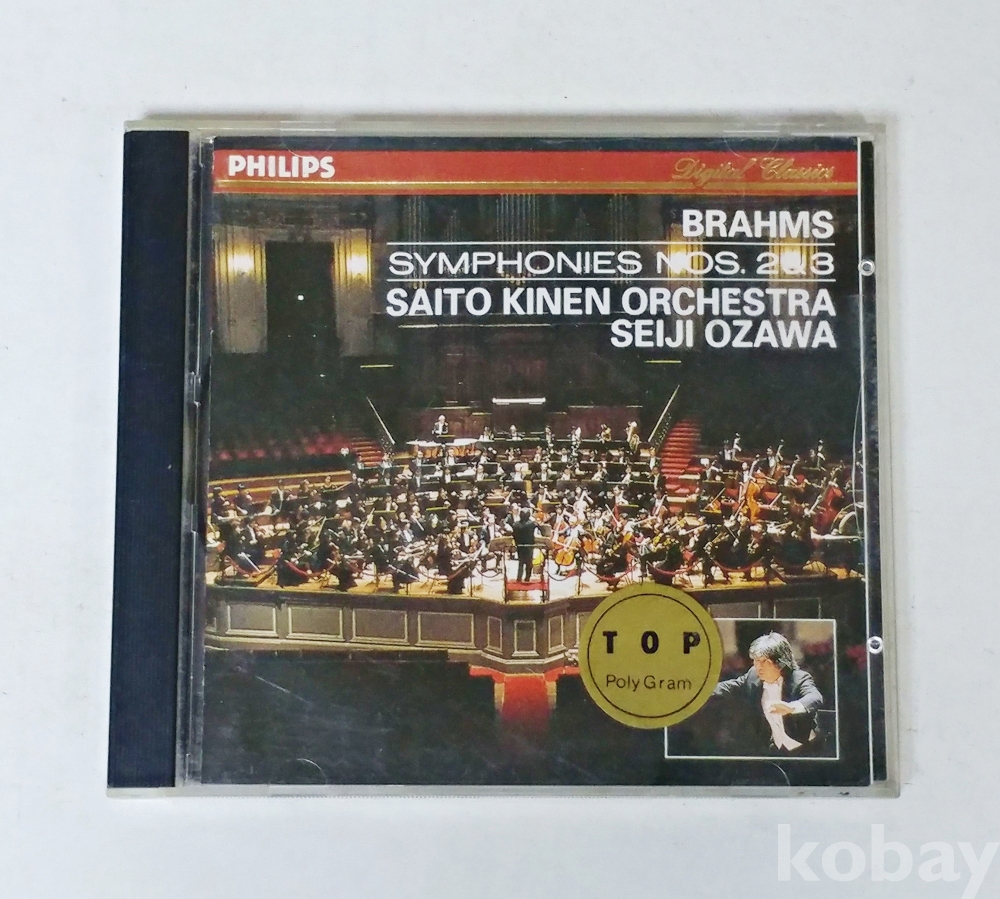 PHILIPS
Digital Classics
BRAHMS
SYMPHONIES NOS. 2&3
SAITO KINEN ORCHESTRA
SEIJI OZAWA
TOP
PolyGram
kobay